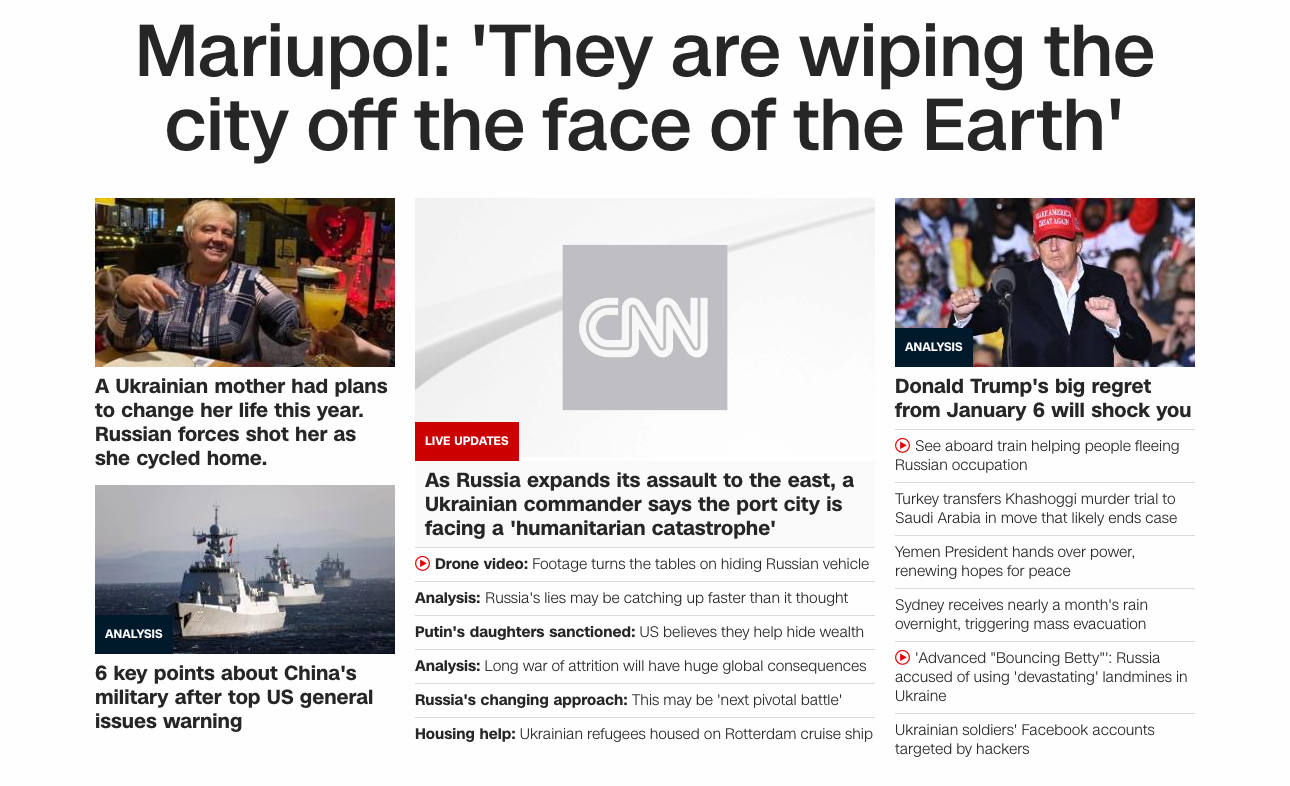 Mariupol: 'They are wiping the
city off the face of the Earth'
A Ukrainian mother had plans
to change her life this year.
Russian forces shot her as
she cycled home.
ANALYSIS
6 key points about China's
military after top US general
issues warning
CNN
LIVE UPDATES
As Russia expands its assault to the east, a
Ukrainian commander says the port city is
facing a 'humanitarian catastrophe'
Drone video: Footage turns the tables on hiding Russian vehicle
Analysis: Russia's lies may be catching up faster than it thought
Putin's daughters sanctioned: US believes they help hide wealth
Analysis: Long war of attrition will have huge global consequences
Russia's changing approach: This may be 'next pivotal battle'
Housing help: Ukrainian refugees housed on Rotterdam cruise ship
MAKE AMERICA
GREAT AGAIN
ANALYSIS
Donald Trump's big regret
from January 6 will shock you
See aboard train helping people fleeing
Russian occupation
Turkey transfers Khashoggi murder trial to
Saudi Arabia in move that likely ends case
Yemen President hands over power,
renewing hopes for peace
Sydney receives nearly a month's rain
overnight, triggering mass evacuation
'Advanced "Bouncing Betty"': Russia
accused of using 'devastating' landmines in
Ukraine
Ukrainian soldiers' Facebook accounts
targeted by hackers